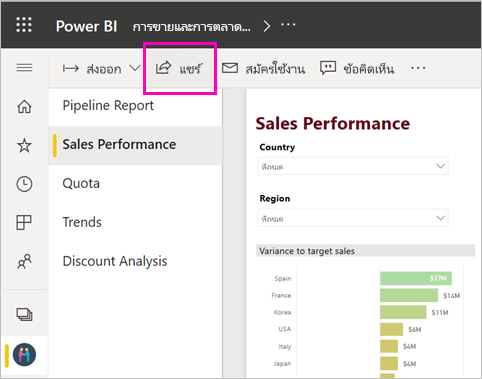 Power BI การขายและการตลาด... >
ส่งออก แชร์ สมัครใช้งาน ข้อคิดเห็น ...
Pipeline Report
Sales Performance
Quota
Trends
Discount Analysis
Sales Performance
Country
ทั้งหมด
Region
ทั้งหมด
Variance to target sales
Spain $17M
France $14M
Korea $11M
USA $6M
Italy $4M
Japan $4M